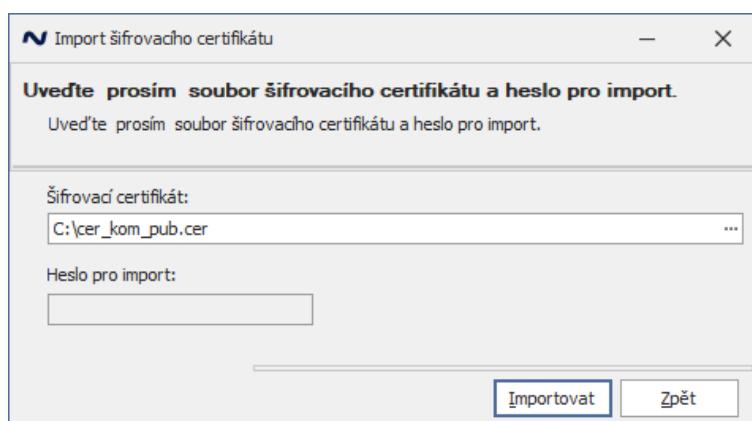 Import šifrovacího certifikátu
Uveďte prosím soubor šifrovacího certifikátu a heslo pro import.
Uveďte prosím soubor šifrovacího certifikátu a heslo pro import.
Šifrovací certifikát:
C:\cer_kom_pub.cer ...
Heslo pro import:
Importovat Zpět